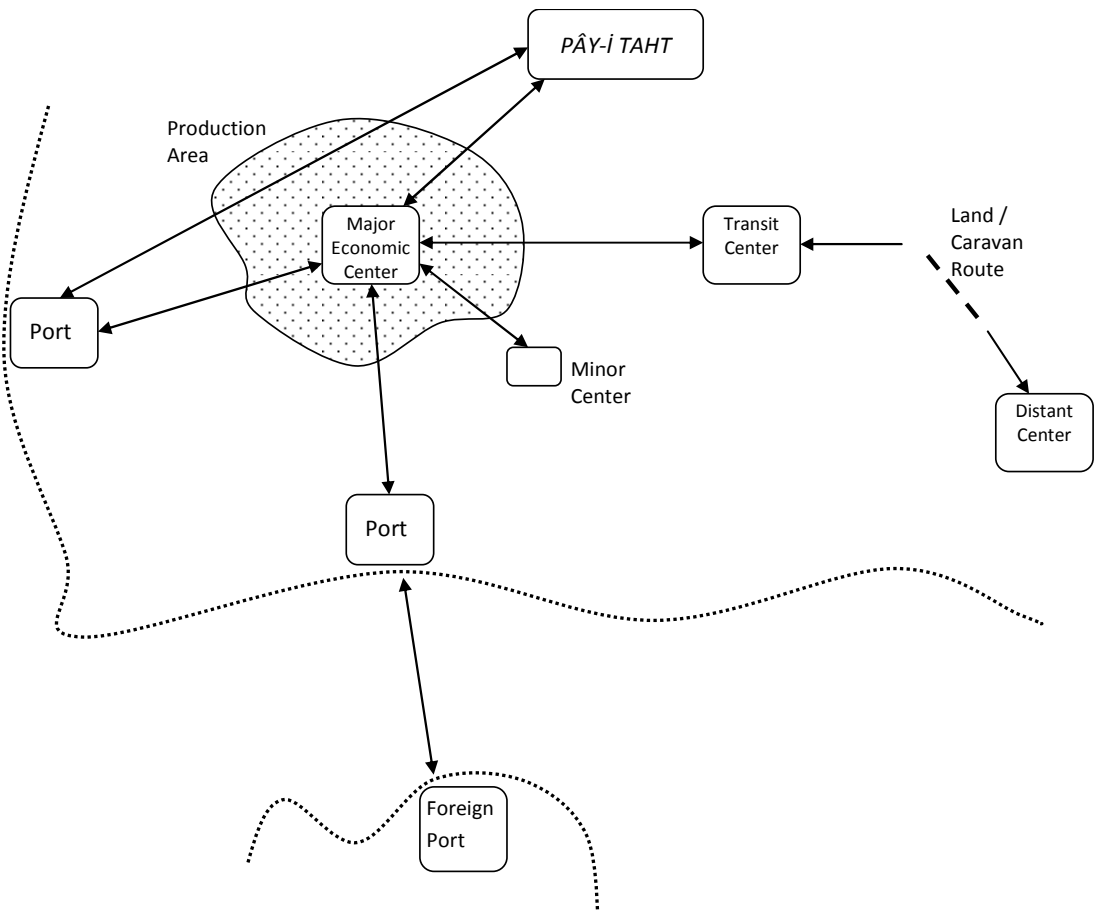 PÂY-İ TAHT
Production
Area
Major
Economic
Center
Transit
Center
Land /
Caravan
Route
Port
Minor
Center
Distant
Center
Port
Foreign
Port